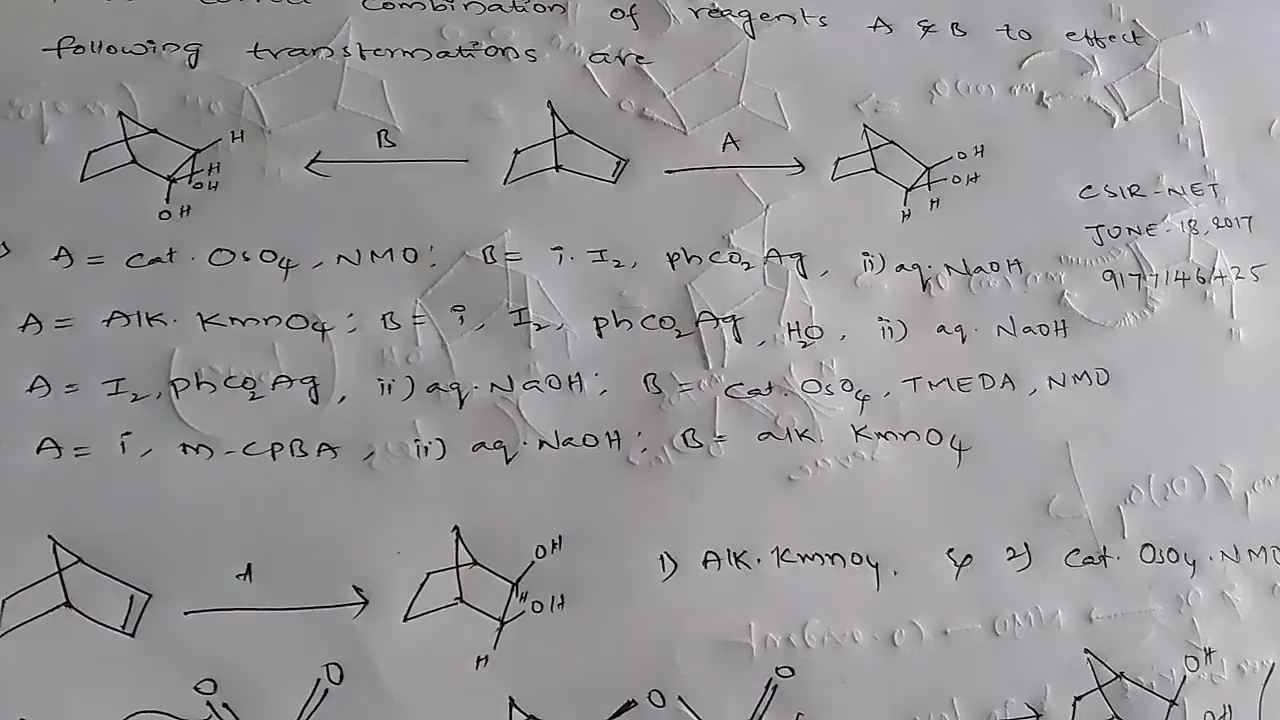 combination of reagents A & B to effect
following transformations are
B
A
H
H
OH
OH
OH
OH
H
H
CSIR-NET
JUNE-18, 2017
9177146425
A = cat. OsO4, NMO; B = i. I2, phCO2Ag, ii) aq. NaOH
A = Alk. KmnO4; B = i, I2, phCO2Ag, H2O, ii) aq. NaOH
A = I2, phCO2Ag, ii) aq. NaOH; B = cat. OsO4, TMEDA, NMO
A = i, m-CPBA, ii) aq. NaOH; B = alk. KmnO4
A
OH
H
OH
H
1) Alk. KmnO4. & 2) Cat. OsO4. NMO
O
O
O
O
OH
OH